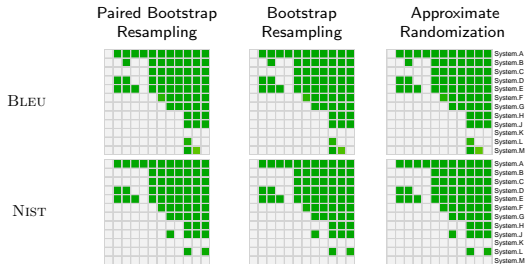 Paired Bootstrap
Resampling
Bootstrap
Resampling
Approximate
Randomization
BLEU
System.A
System.B
System.C
System.D
System.E
System.F
System.G
System.H
System.J
System.K
System.L
System.M
NIST
System.A
System.B
System.C
System.D
System.E
System.F
System.G
System.H
System.J
System.K
System.L
System.M